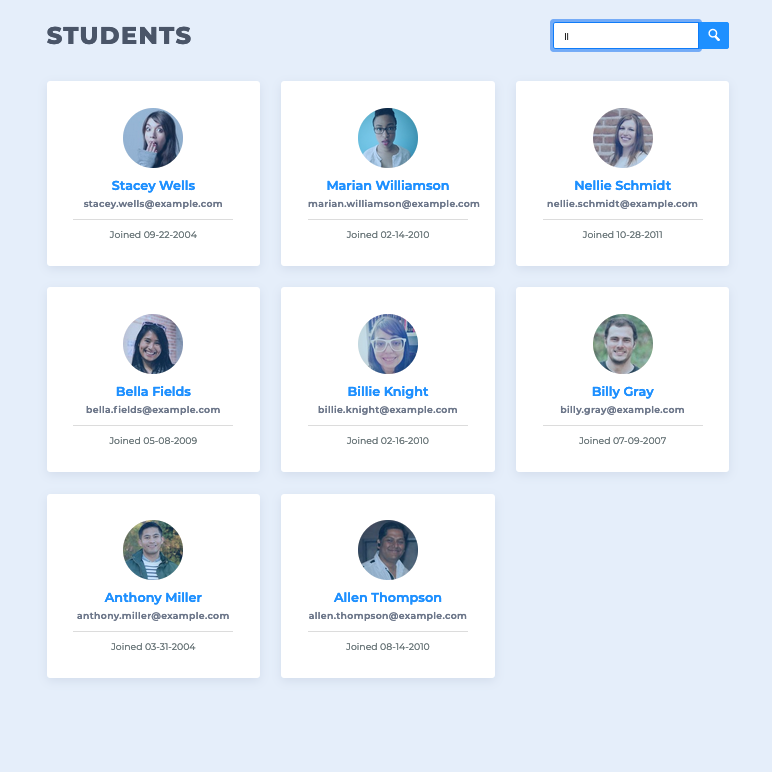 STUDENTS
ll
Stacey Wells
stacey.wells@example.com
Joined 09-22-2004
Marian Williamson
marian.williamson@example.com
Joined 02-14-2010
Nellie Schmidt
nellie.schmidt@example.com
Joined 10-28-2011
Bella Fields
bella.fields@example.com
Joined 05-08-2009
Billie Knight
billie.knight@example.com
Joined 02-16-2010
Billy Gray
billy.gray@example.com
Joined 07-09-2007
Anthony Miller
anthony.miller@example.com
Joined 03-31-2004
Allen Thompson
allen.thompson@example.com
Joined 08-14-2010